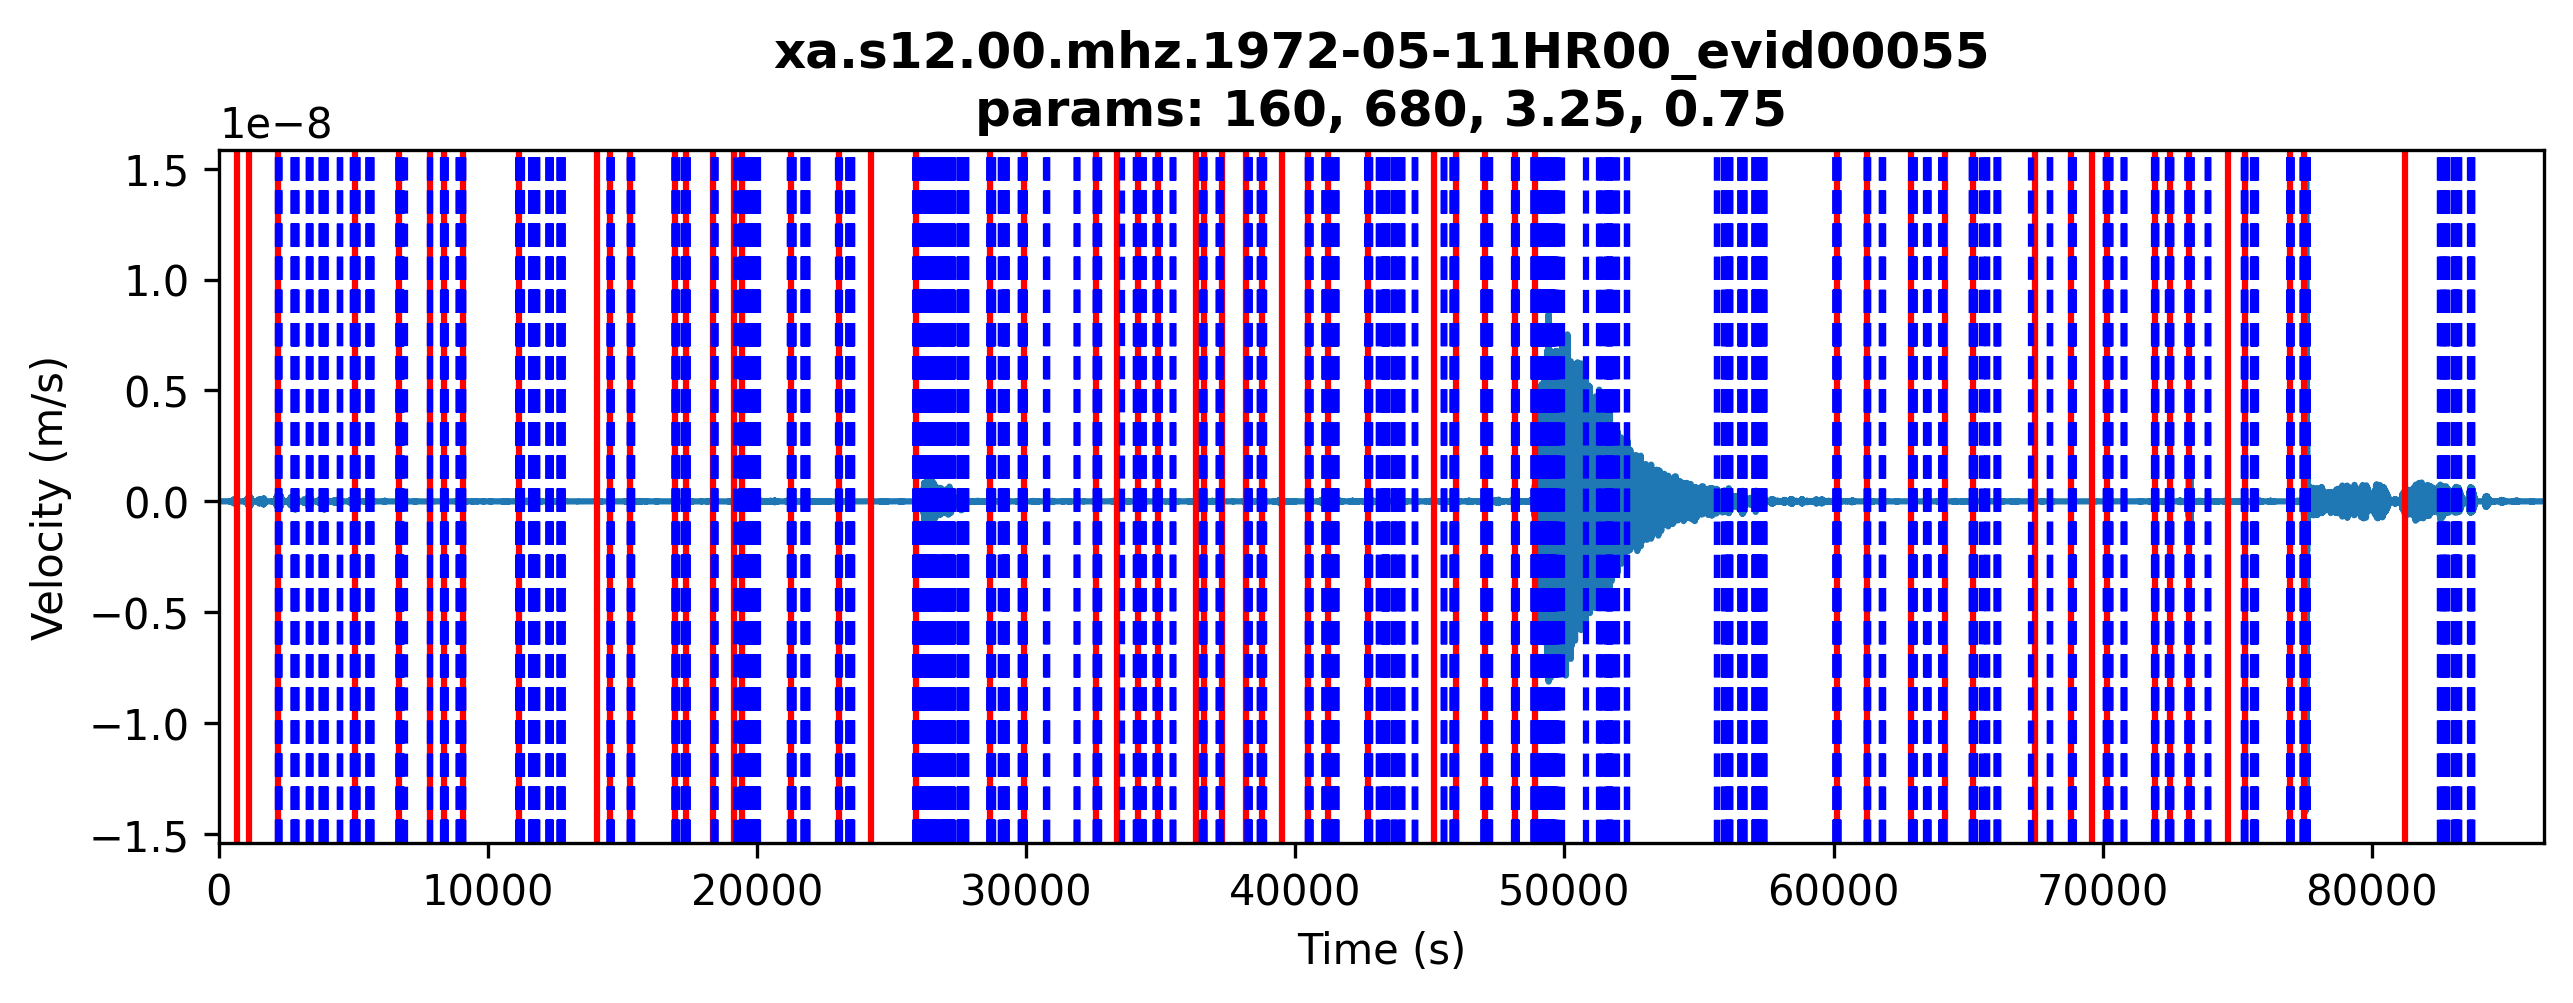 xa.s12.00.mhz.1972-05-11HR00_evid00055
params: 160, 680, 3.25, 0.75
1e−8
1.5
1.0
0.5
0.0
−0.5
−1.0
−1.5
Velocity (m/s)
0 10000 20000 30000 40000 50000 60000 70000 80000
Time (s)